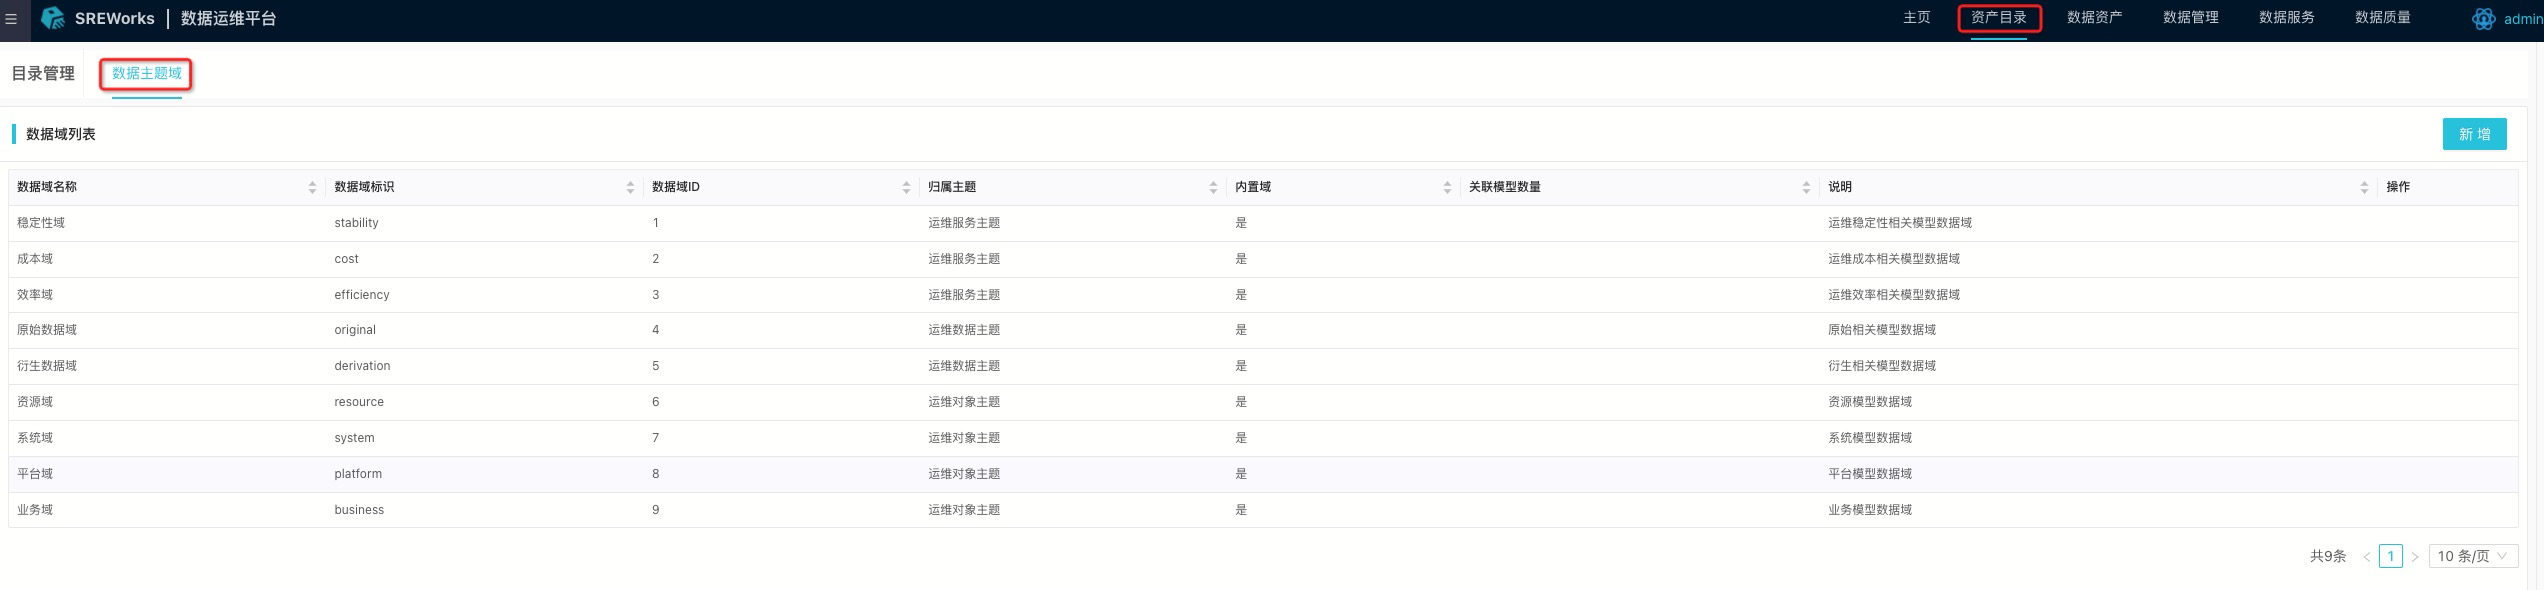 SREWorks | 数据运维平台 主页 资产目录 数据资产 数据管理 数据服务 数据质量 admin
目录管理 数据主题域
数据域列表 新 增
数据域名称 数据域标识 数据域ID 归属主题 内置域 关联模型数量 说明 操作
稳定性域 stability 1 运维服务主题 是 运维稳定性相关模型数据域
成本域 cost 2 运维服务主题 是 运维成本相关模型数据域
效率域 efficiency 3 运维服务主题 是 运维效率相关模型数据域
原始数据域 original 4 运维数据主题 是 原始相关模型数据域
衍生数据域 derivation 5 运维数据主题 是 衍生相关模型数据域
资源域 resource 6 运维对象主题 是 资源模型数据域
系统域 system 7 运维对象主题 是 系统模型数据域
平台域 platform 8 运维对象主题 是 平台模型数据域
业务域 business 9 运维对象主题 是 业务模型数据域
共9条 < 1 > 10 条/页